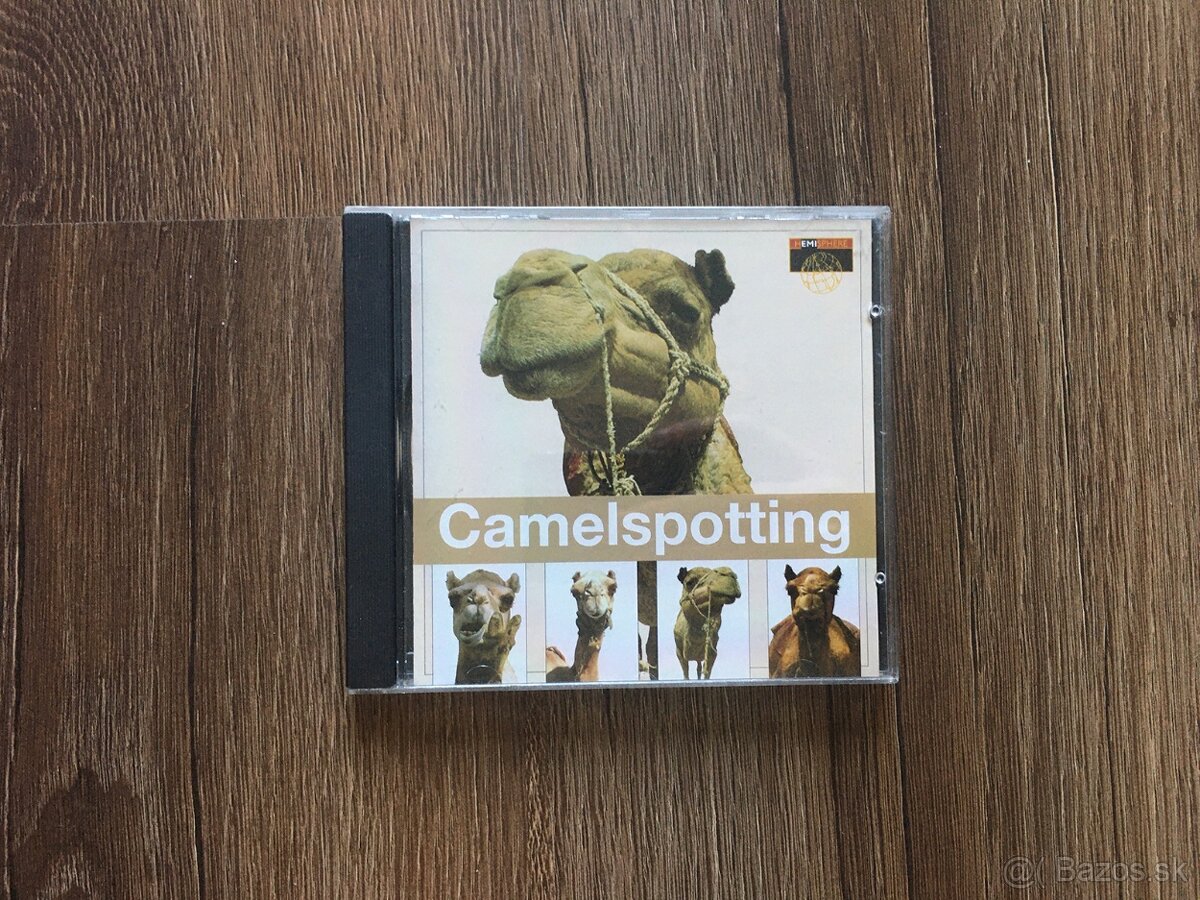 HEMISPHERE
Camelspotting
@( Bazos.sk